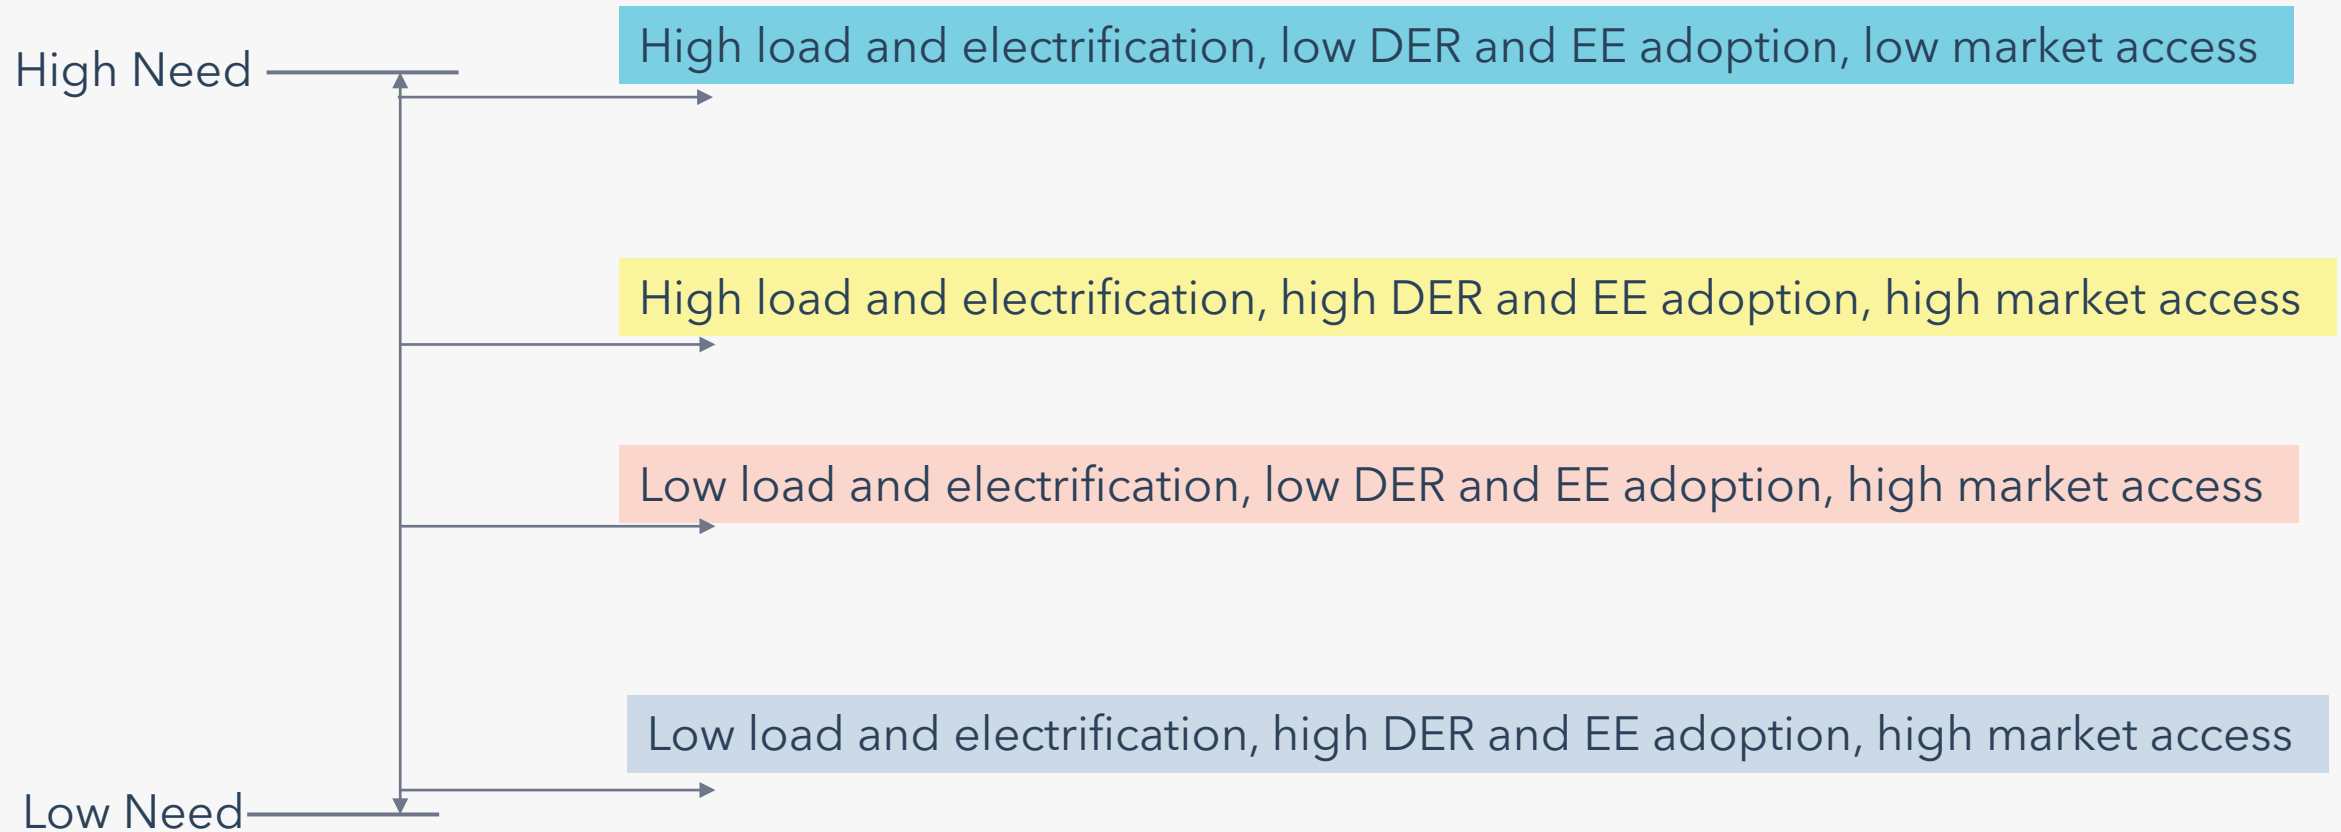 High load and electrification, low DER and EE adoption, low market access
High Need
High load and electrification, high DER and EE adoption, high market access
Low load and electrification, low DER and EE adoption, high market access
Low load and electrification, high DER and EE adoption, high market access
Low Need